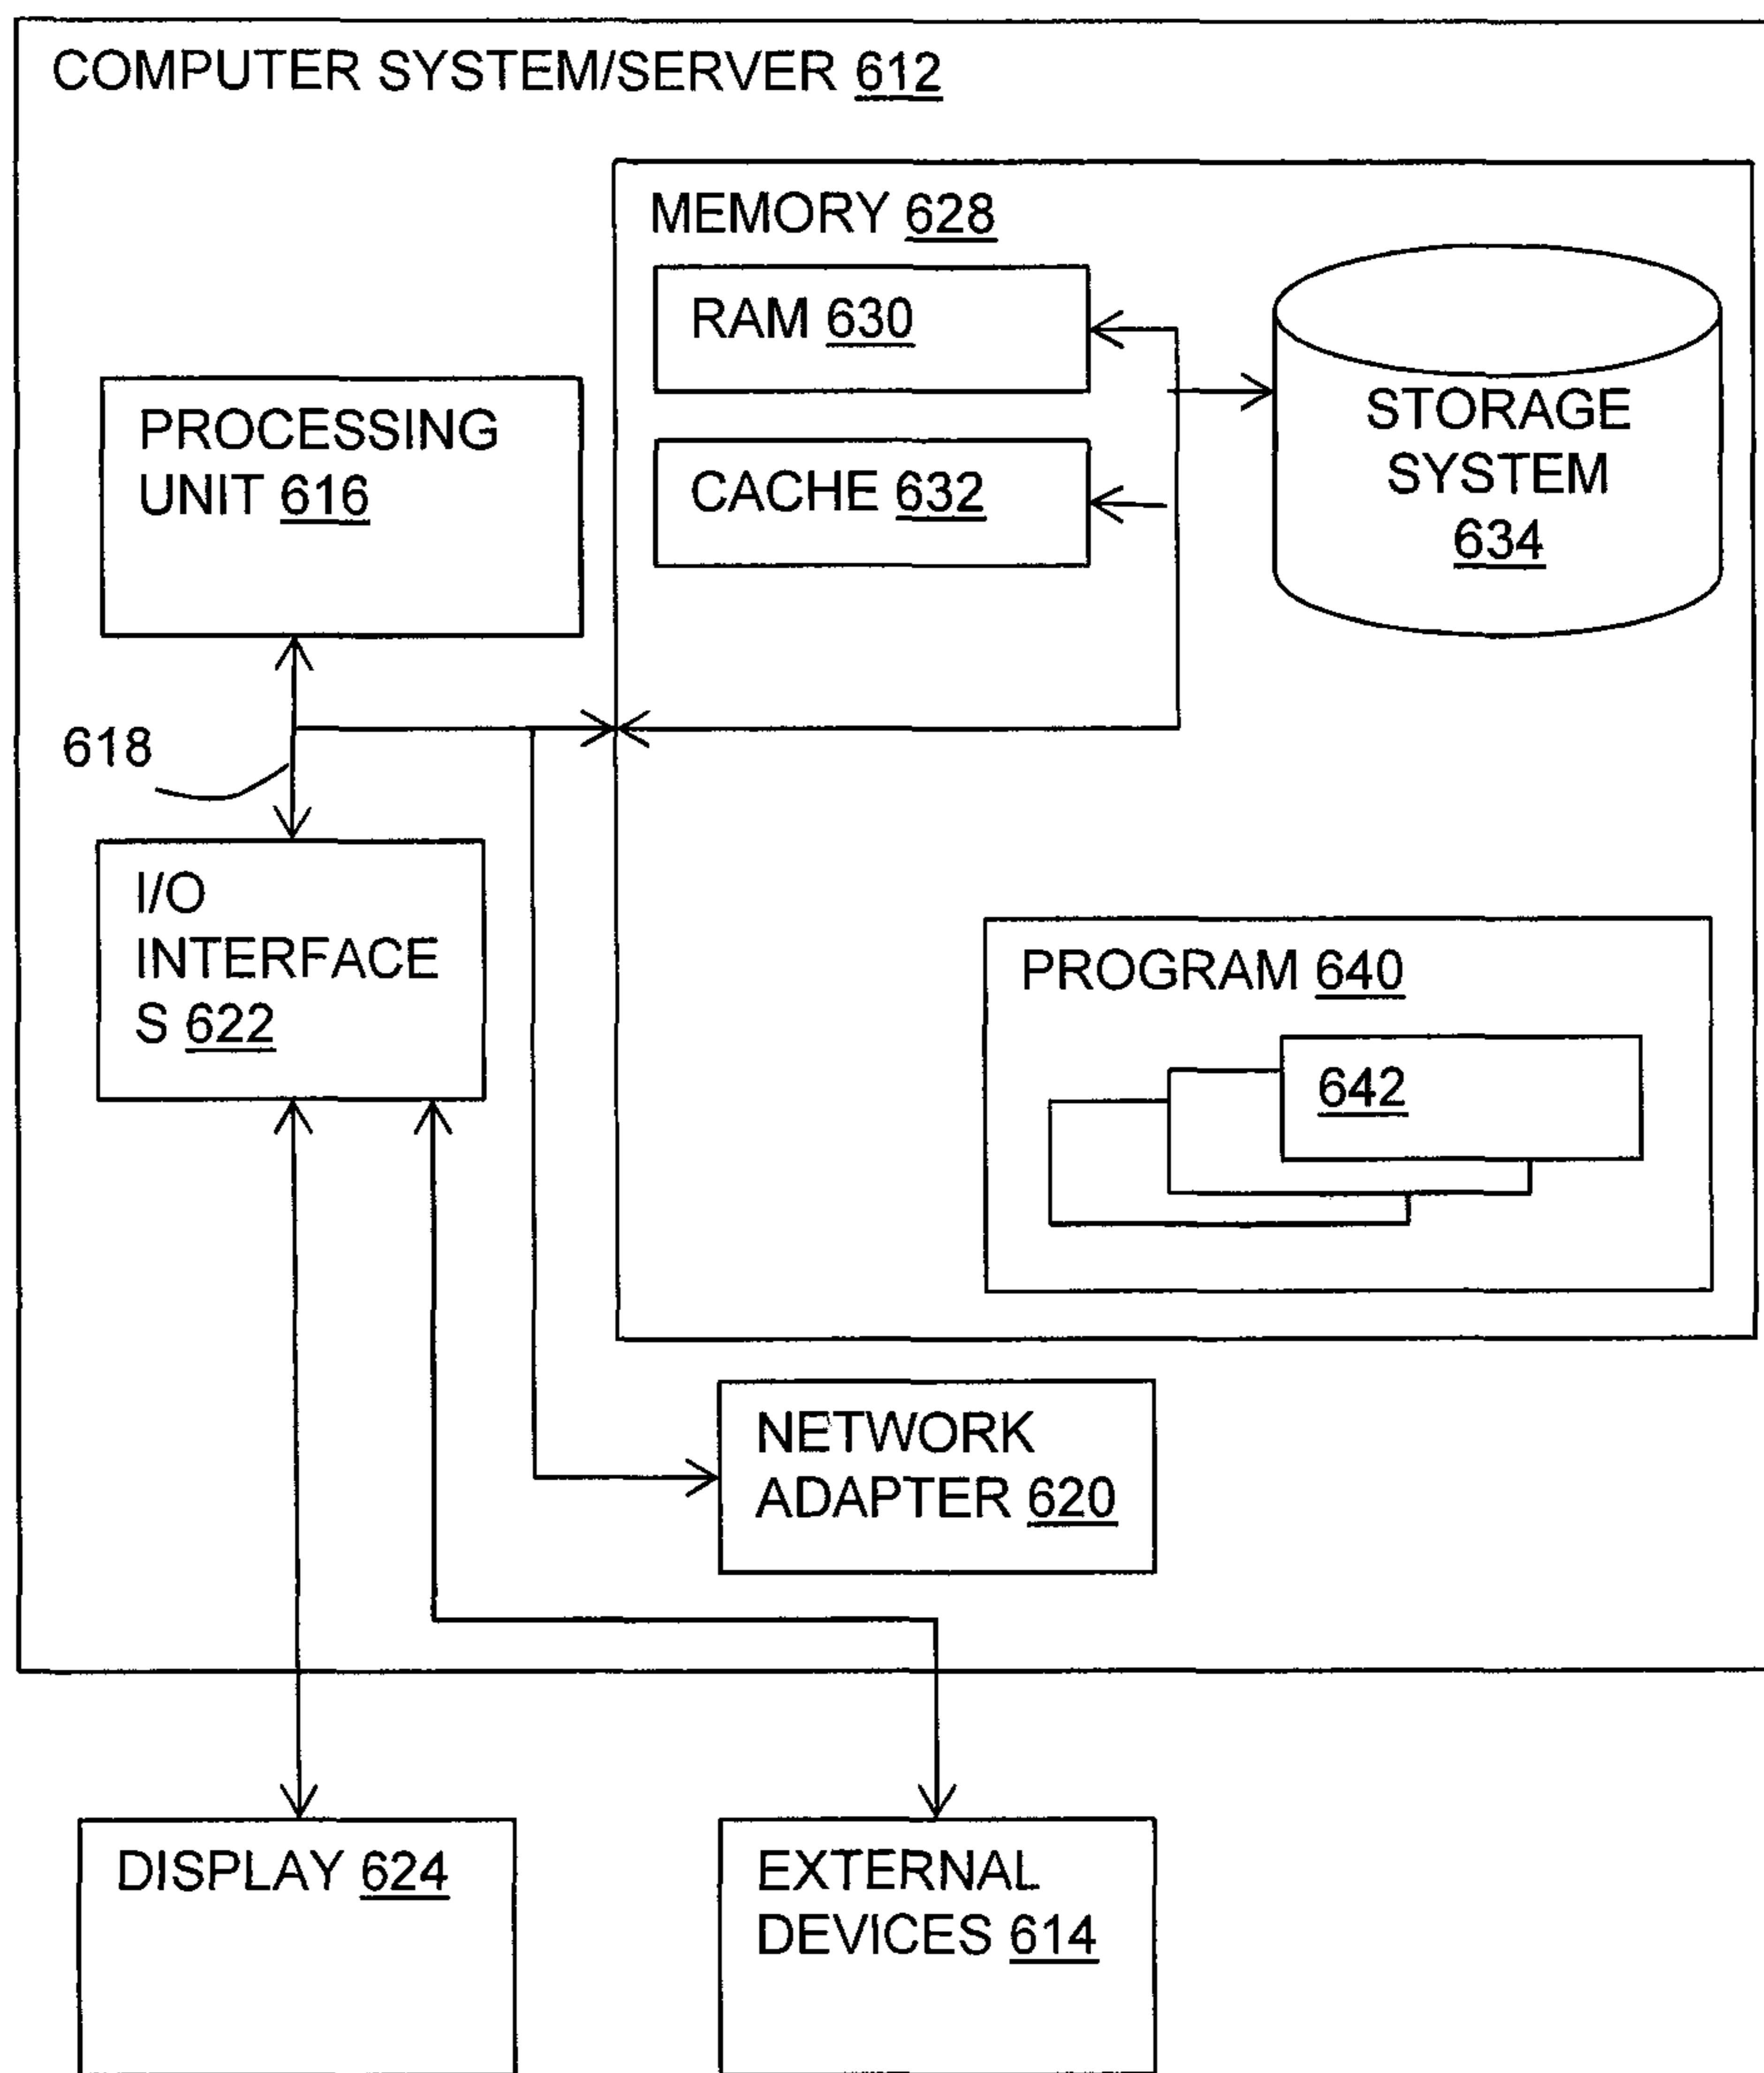 COMPUTER SYSTEM/SERVER 612
MEMORY 628
RAM 630
CACHE 632
STORAGE
SYSTEM
634
PROCESSING
UNIT 616
618
I/O
INTERFACE
S 622
PROGRAM 640
642
NETWORK
ADAPTER 620
DISPLAY 624
EXTERNAL
DEVICES 614